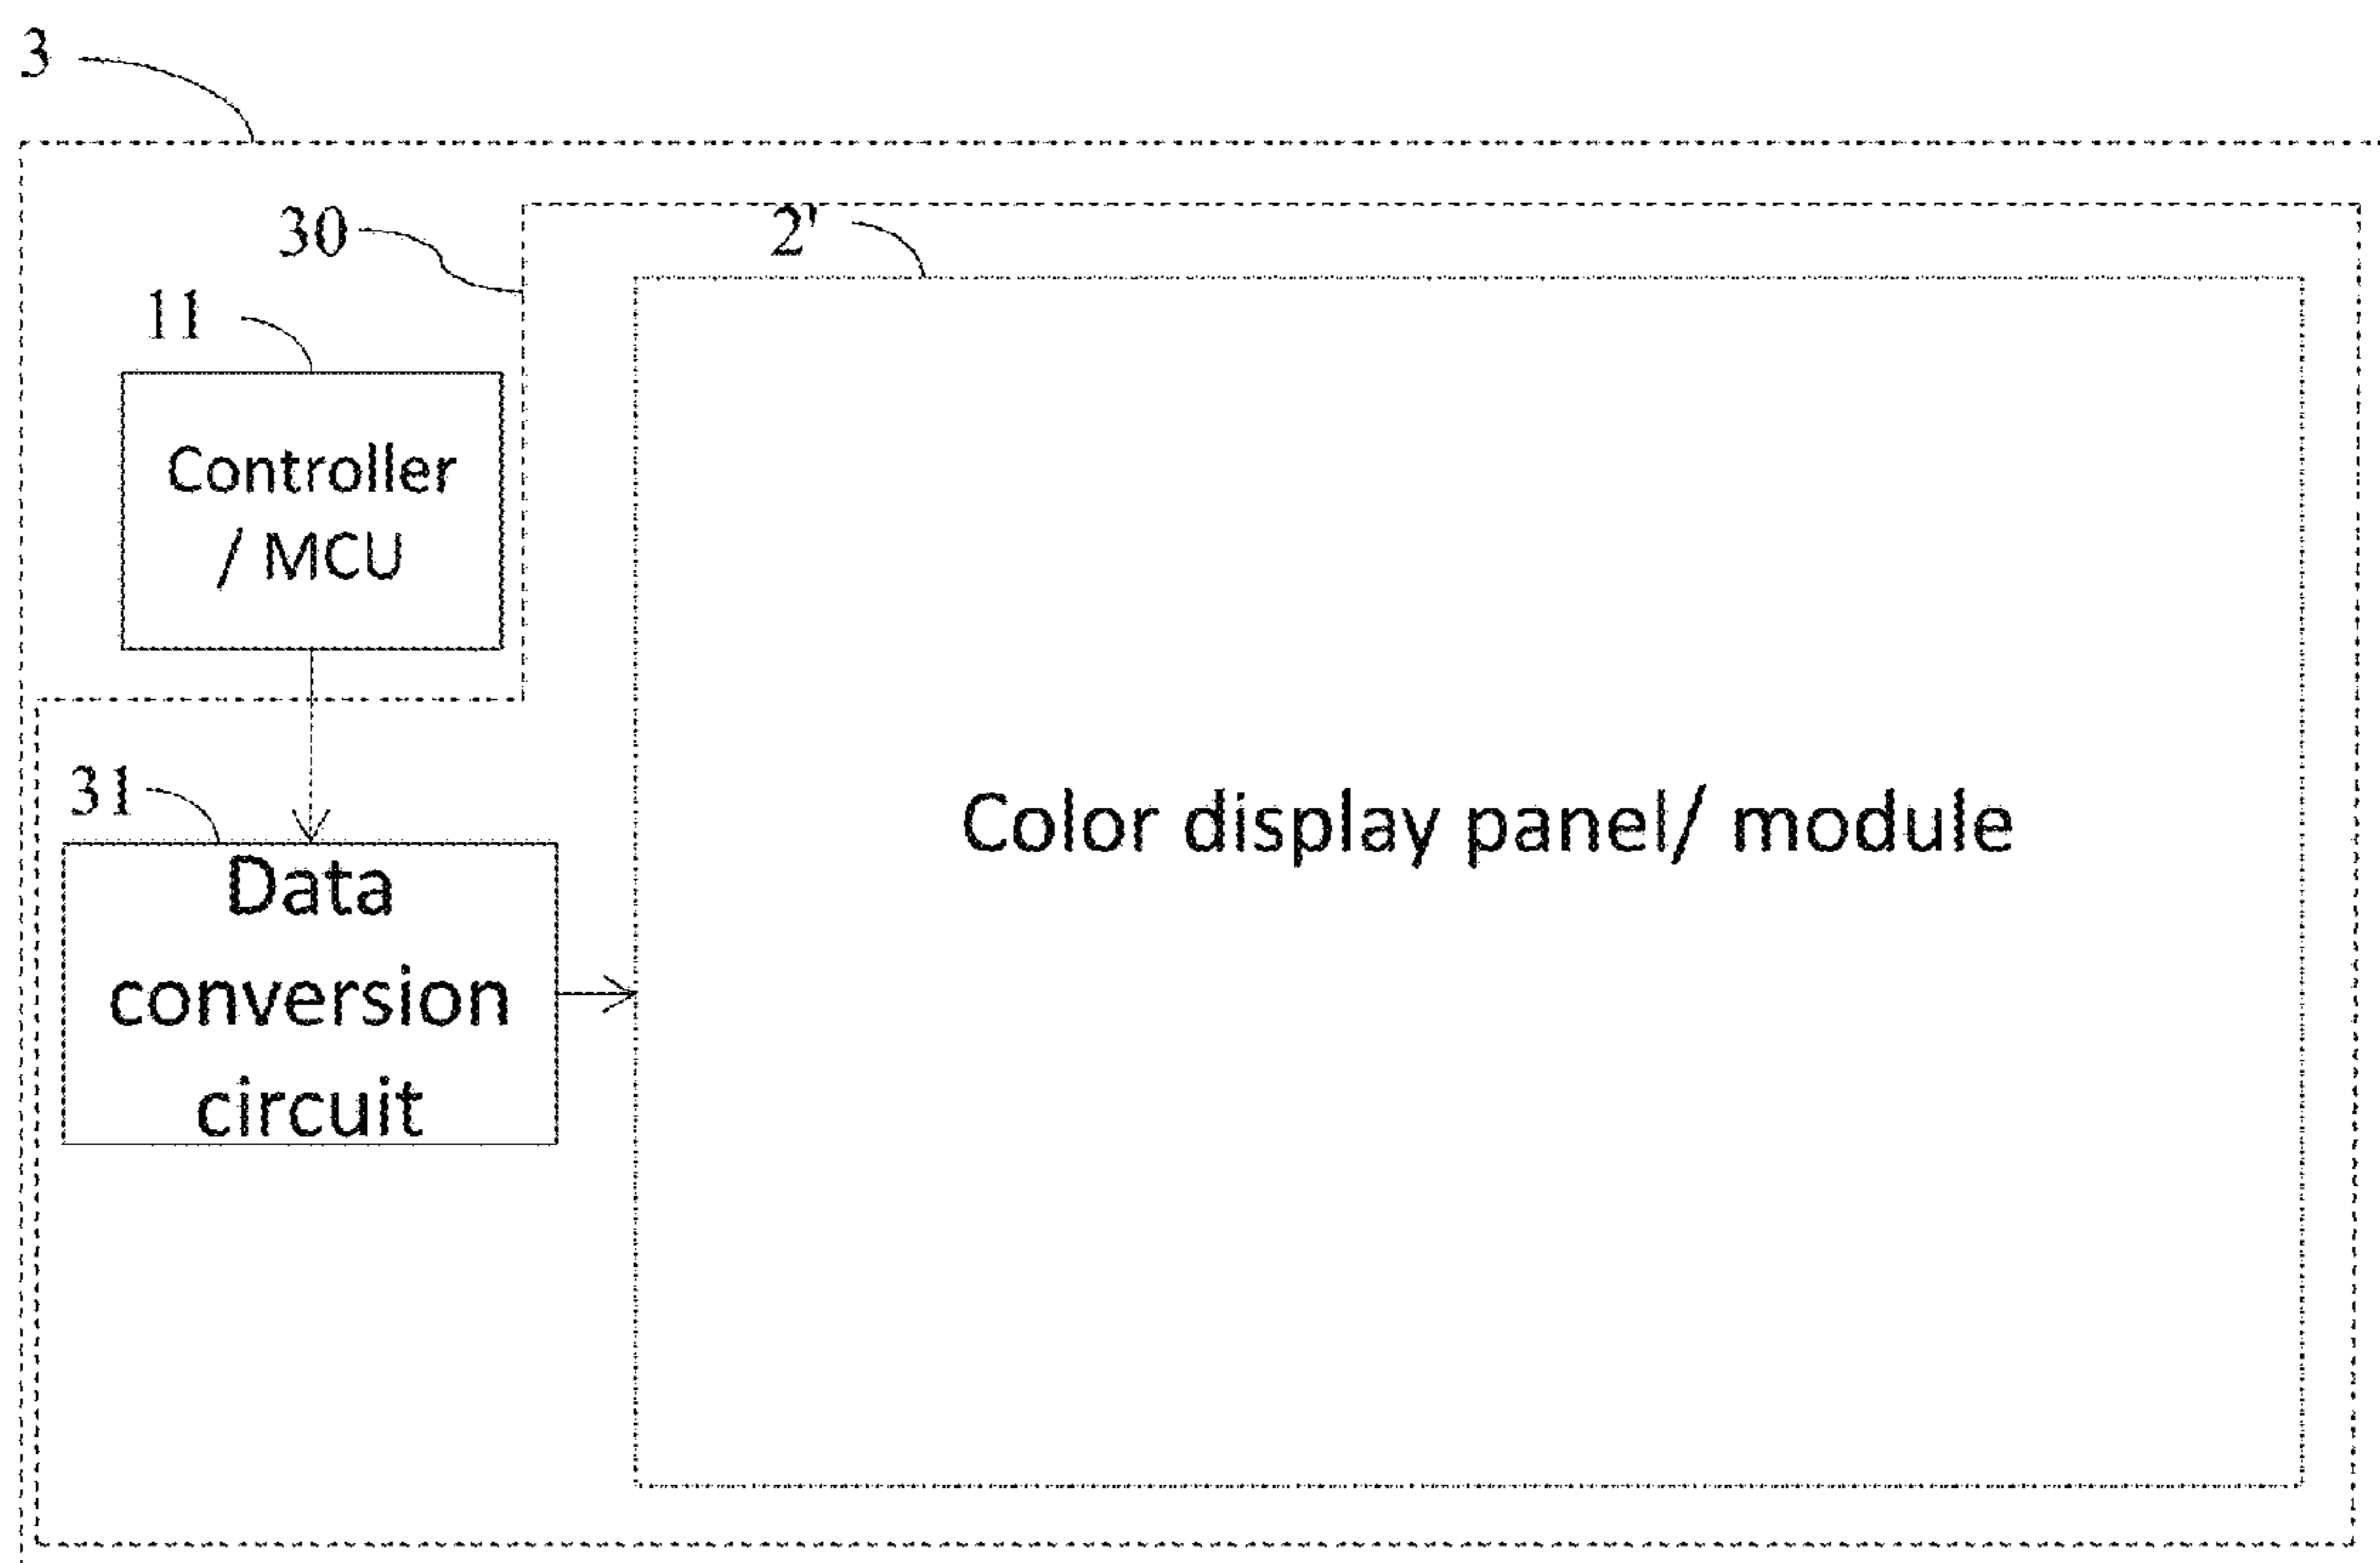 3
30
2'
11
Controller
/ MCU
31
Data
conversion
circuit
Color display panel/ module